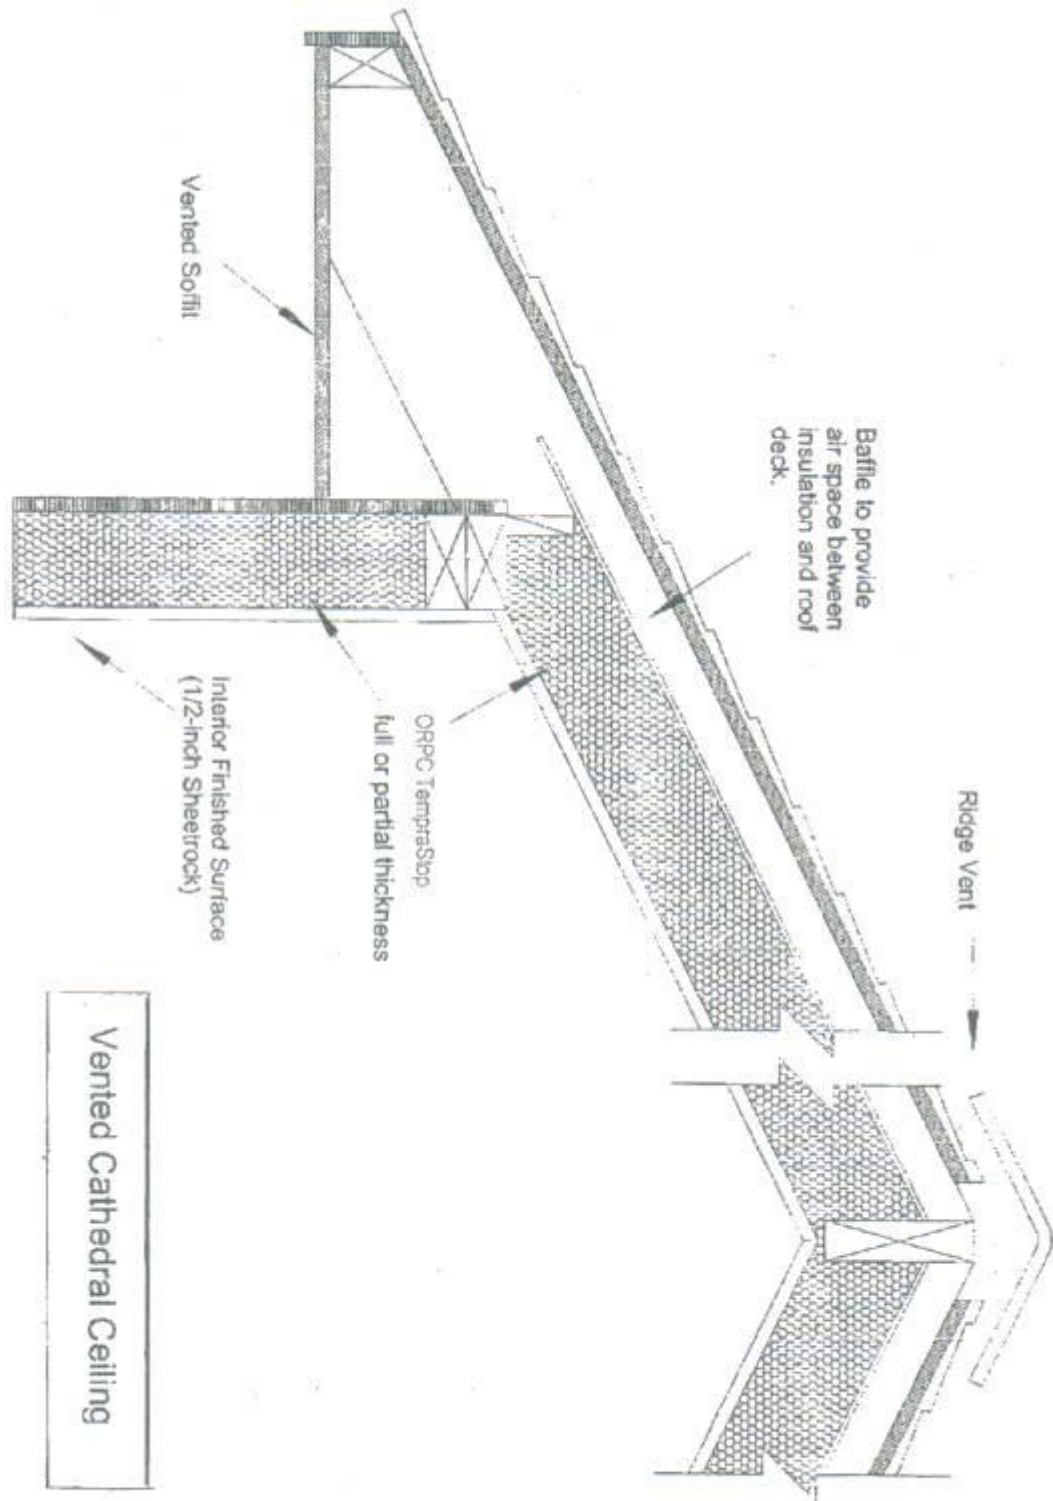 Ridge Vent
Baffle to provide
air space between
insulation and roof
deck.
Vented Soffit
ORPC TempraStop
full or partial thickness
Interior Finished Surface
(1/2-inch Sheetrock)
Vented Cathedral Ceiling